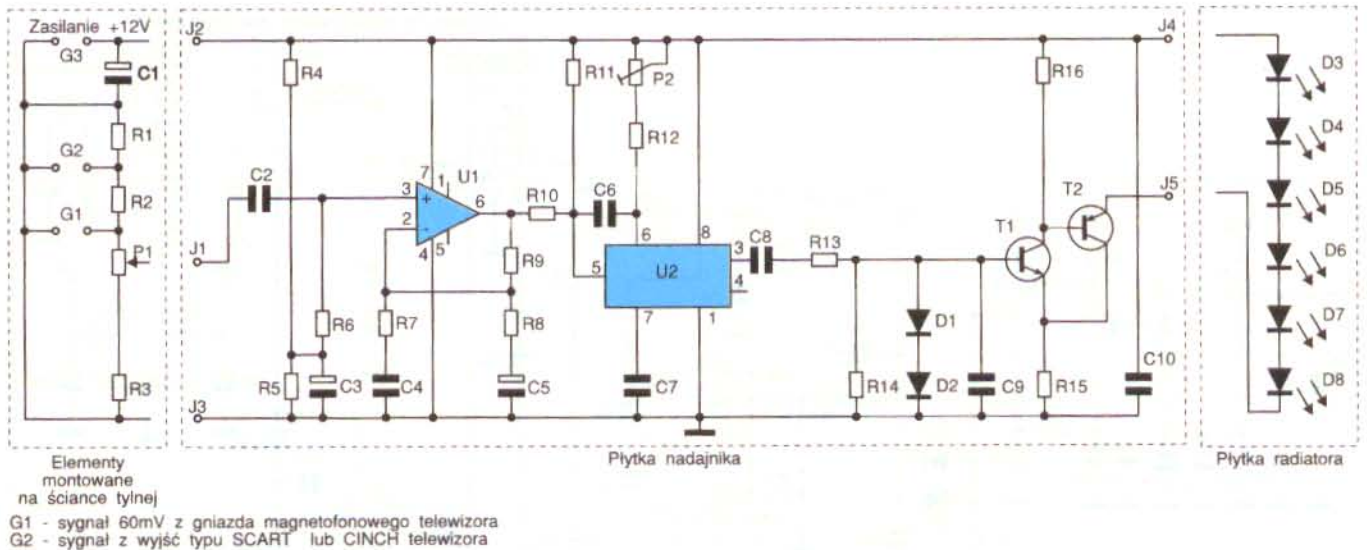 Zasilanie +12V
G3
C1
R1
G2
R2
G1
P1
R3
Elementy
montowane
na ściance tylnej
J2
R4
C2
J1
R6
R5
C3
J3
7
1
U1
3
+
2
-
6
4
5
R7
C4
R9
R8
C5
R10
R11
P2
R12
C6
6
8
5
U2
3
4
7
1
C7
C8
R13
R14
D1
D2
C9
T1
T2
R16
R15
C10
J4
J5
Płytka nadajnika
D3
D4
D5
D6
D7
D8
Płytka radiatora
G1 - sygnał 60mV z gniazda magnetofonowego telewizora
G2 - sygnał z wyjść typu SCART lub CINCH telewizora